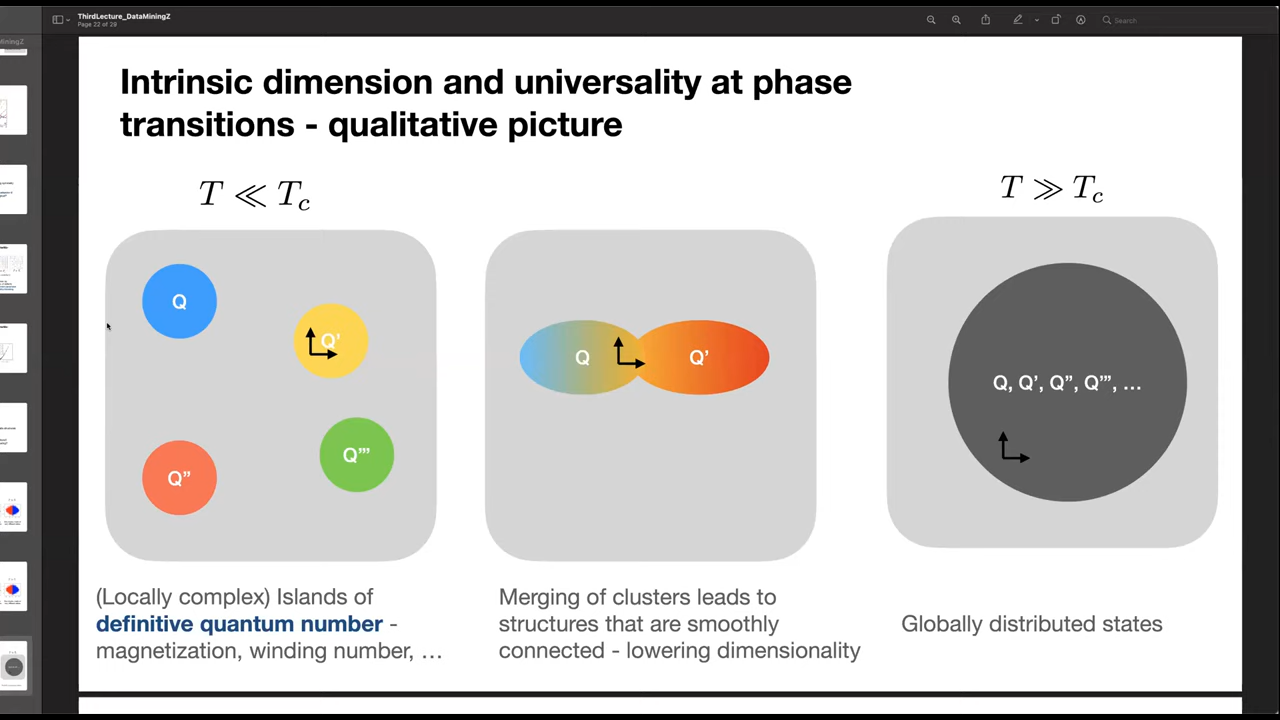 ThirdLecture_DataMiningZ
Page 22 of 29
Search
MiningZ
Intrinsic dimension and universality at phase
transitions - qualitative picture
T ≪ T_c
T ≫ T_c
Q
Q’
Q”
Q”’
Q
Q’
Q, Q’, Q”, Q”’, ...
(Locally complex) Islands of
definitive quantum number -
magnetization, winding number, …
Merging of clusters leads to
structures that are smoothly
connected - lowering dimensionality
Globally distributed states